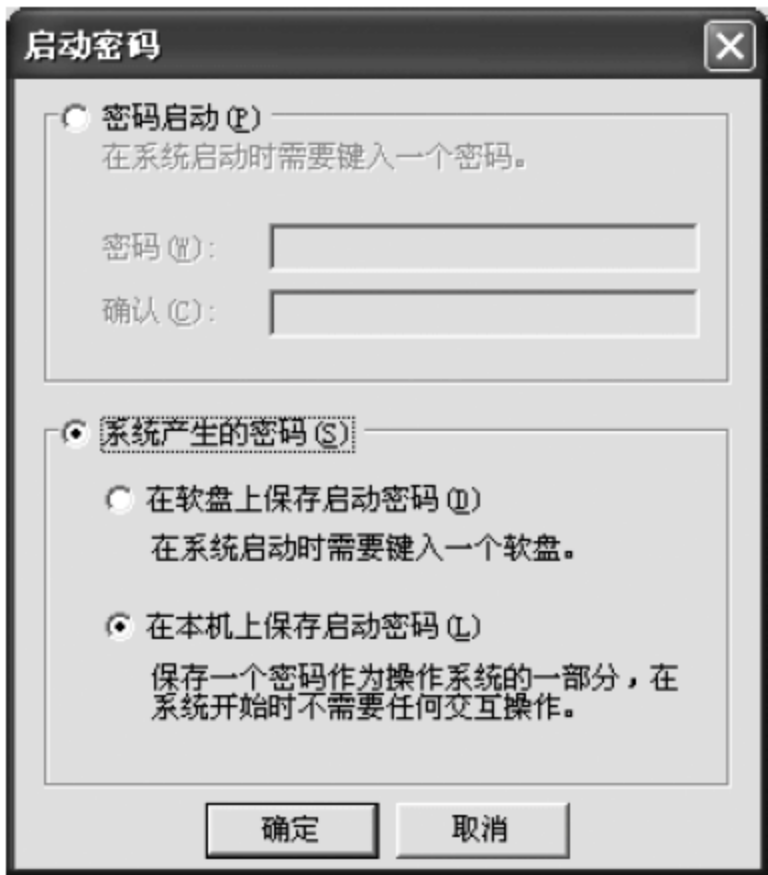 启动密码
密码启动(P)
在系统启动时需要键入一个密码。
密码(W):
确认(C):
系统产生的密码(S)
在软盘上保存启动密码(D)
在系统启动时需要键入一个软盘。
在本机上保存启动密码(L)
保存一个密码作为操作系统的一部分，在
系统开始时不需要任何交互操作。
确定
取消